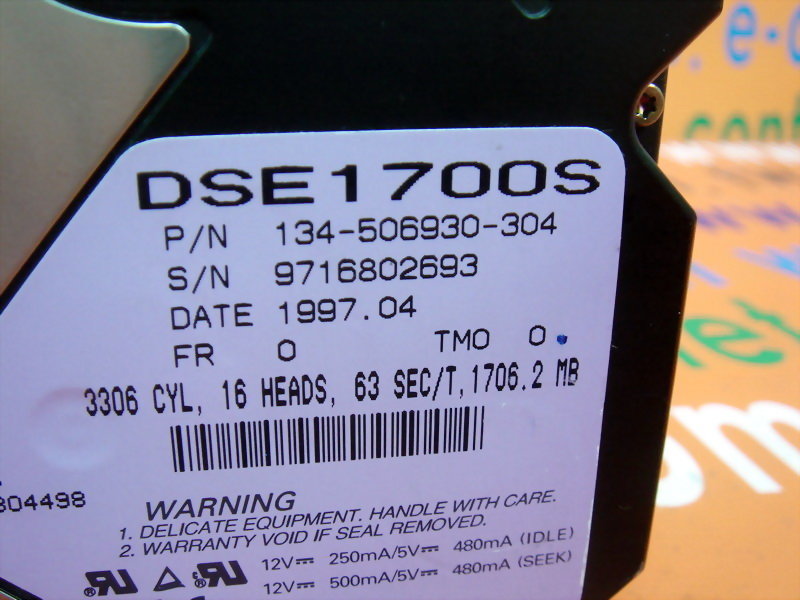 DSE1700S
P/N 134-506930-304
S/N 9716802693
DATE 1997.04
FR 0 TMO 0
3306 CYL, 16 HEADS, 63 SEC/T,1706.2 MB
304498
WARNING
1. DELICATE EQUIPMENT. HANDLE WITH CARE.
2. WARRANTY VOID IF SEAL REMOVED.
12V⎓ 250mA/5V⎓ 480mA (IDLE)
12V⎓ 500mA/5V⎓ 480mA (SEEK)